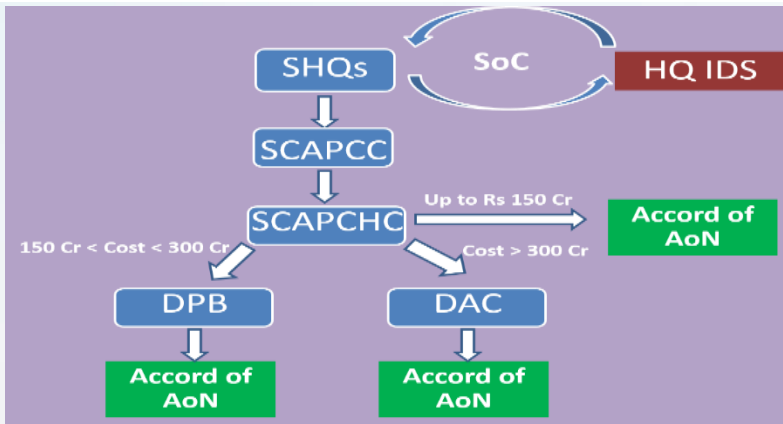 SHQs
SoC
HQ IDS
SCAPCC
SCAPCHC
Up to Rs 150 Cr
Accord of
AoN
150 Cr < Cost < 300 Cr
Cost > 300 Cr
DPB
DAC
Accord of
AoN
Accord of
AoN